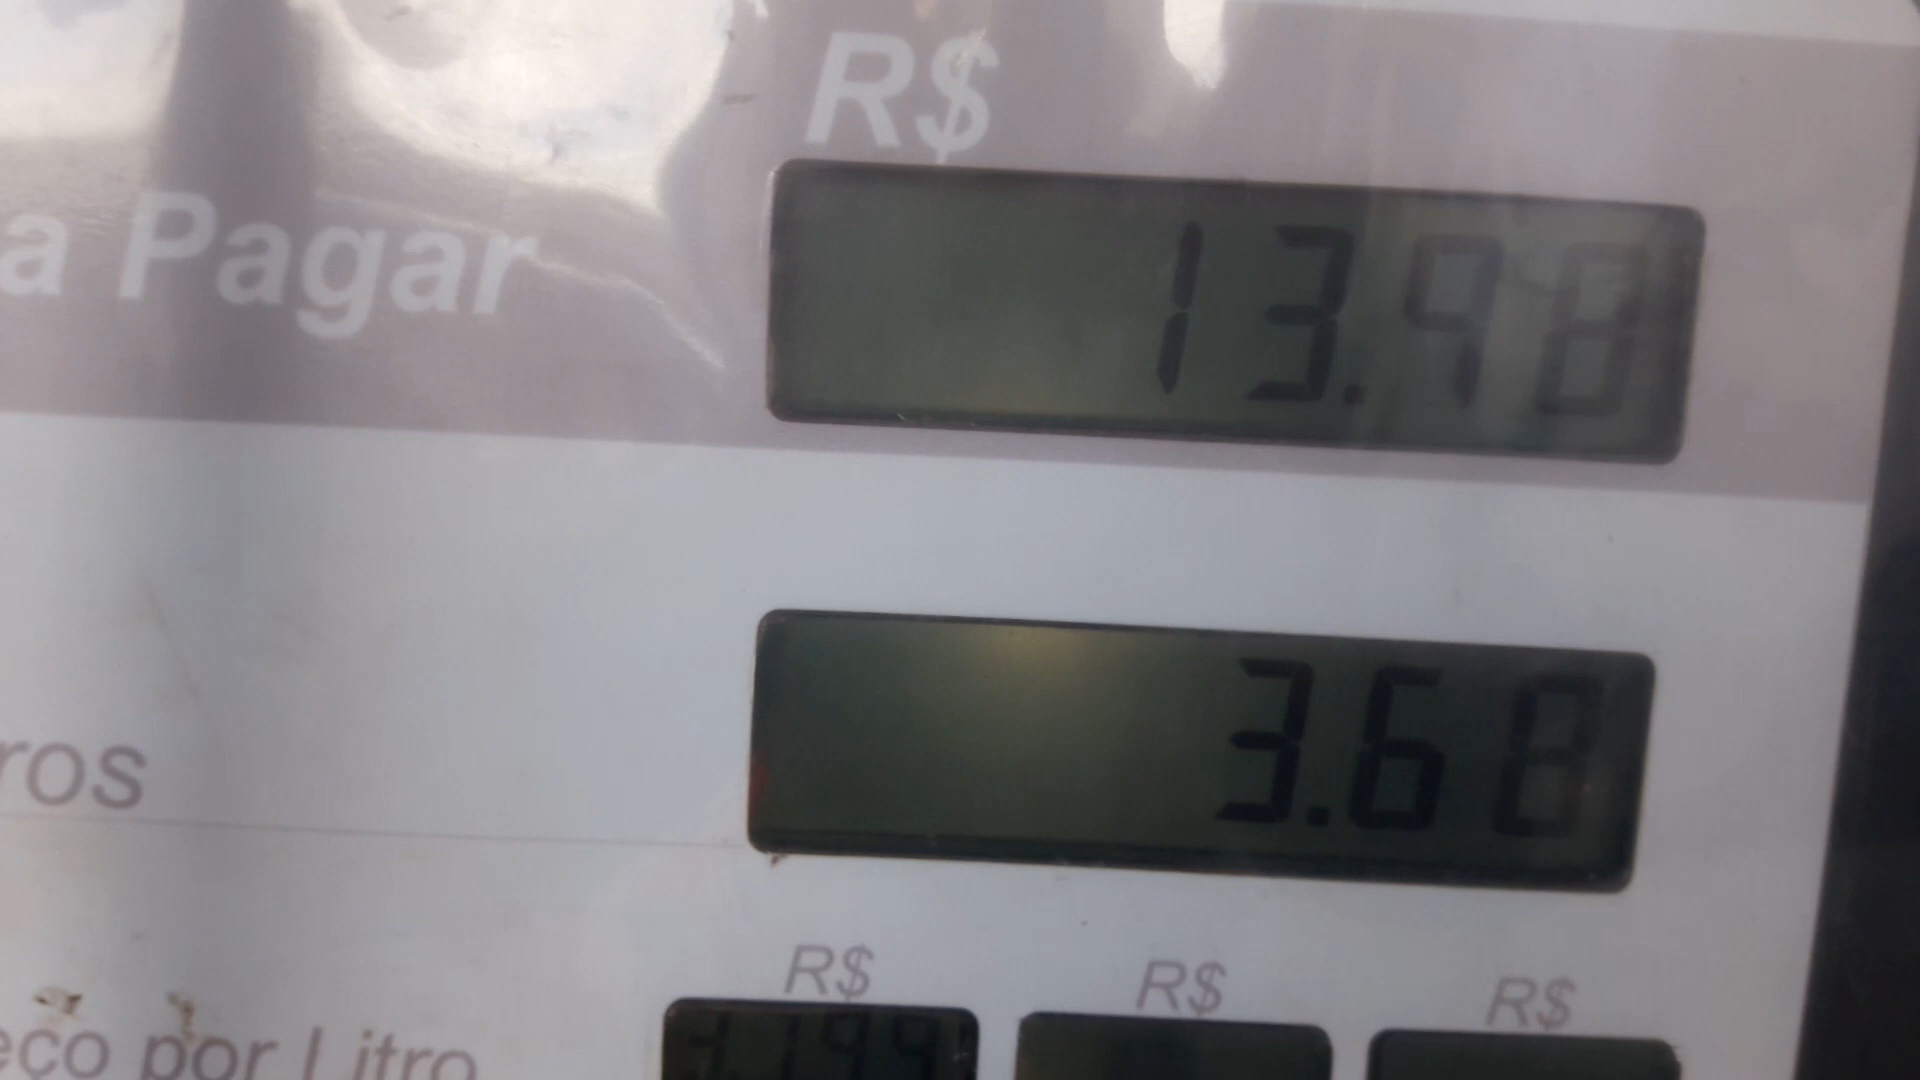 R$
a Pagar
13.98
3.68
ros
R$ R$ R$
eço por Litro